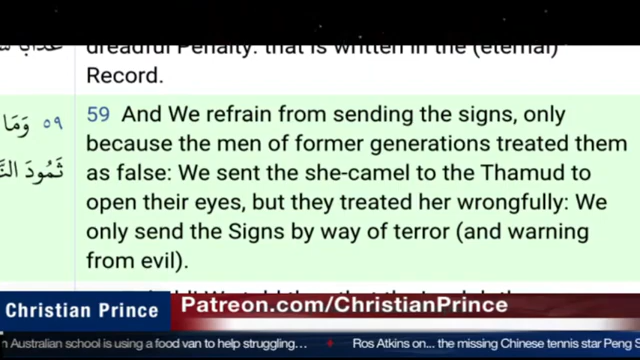 dreadful Penalty: that is written in the (eternal)
Record.
٥٩ وَمَا
59 And We refrain from sending the signs, only
because the men of former generations treated them
as false: We sent the she-camel to the Thamud to
ثَمُودَ
open their eyes, but they treated her wrongfully: We
only send the Signs by way of terror (and warning
from evil).
Christian Prince
Patreon.com/ChristianPrince
Australian school is using a food van to help struggling…
Ros Atkins on... the missing Chinese tennis star Peng